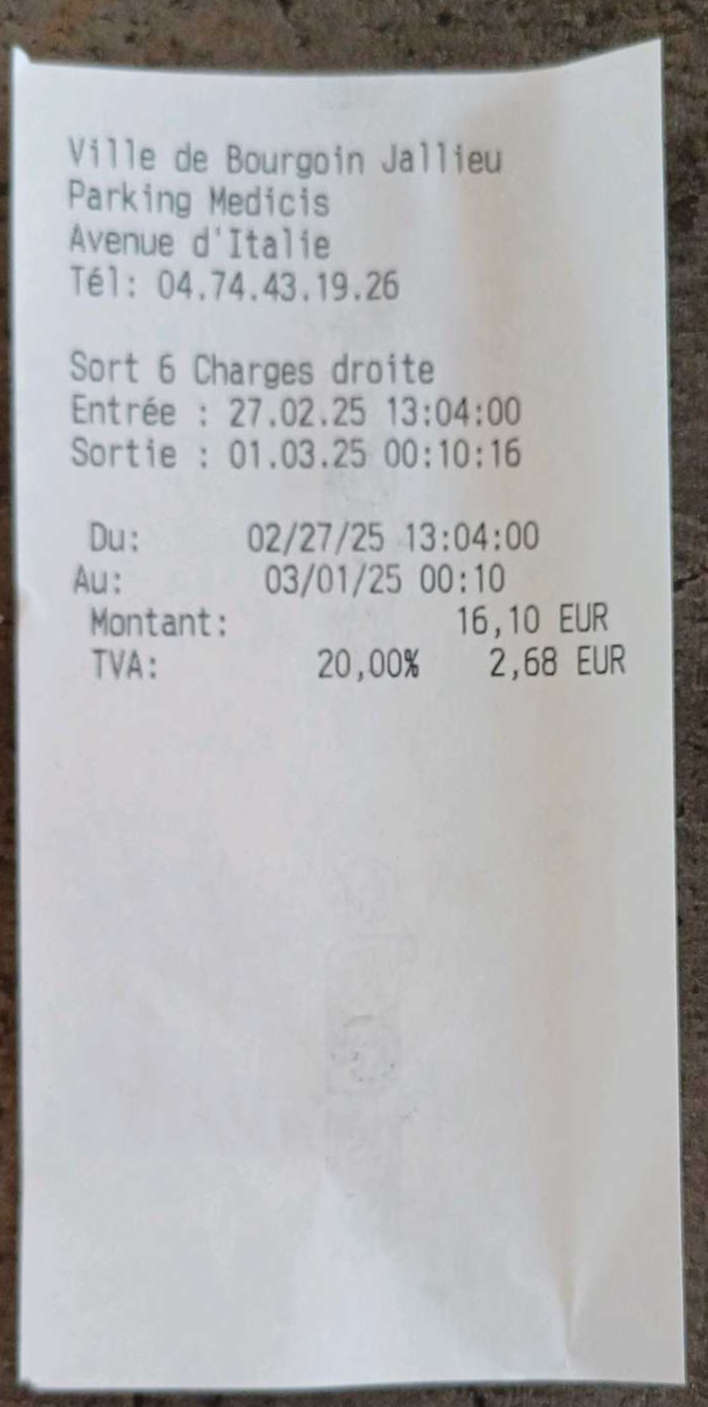 Ville de Bourgoin Jallieu
Parking Medicis
Avenue d'Italie
Tél: 04.74.43.19.26
Sort 6 Charges droite
Entrée : 27.02.25 13:04:00
Sortie : 01.03.25 00:10:16
Du: 02/27/25 13:04:00
Au: 03/01/25 00:10
Montant: 16,10 EUR
TVA: 20,00% 2,68 EUR